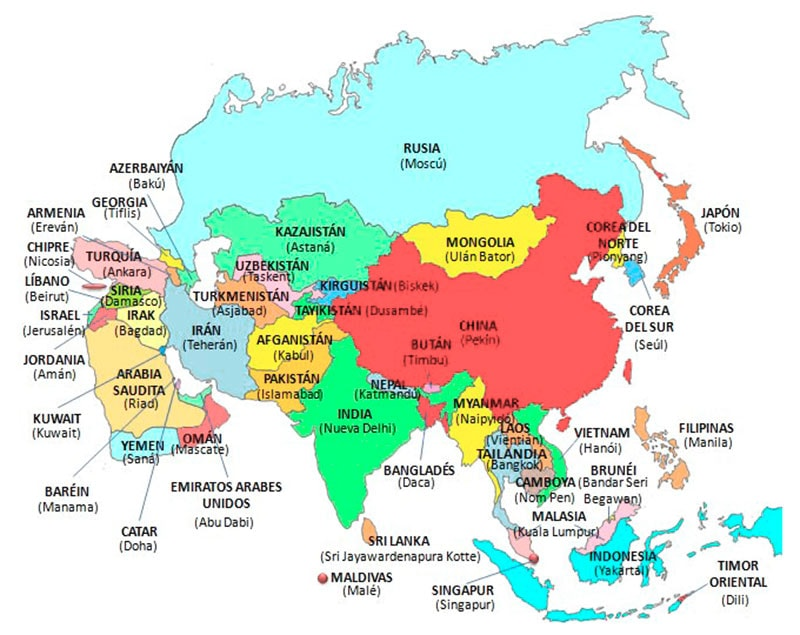 RUSIA
(Moscú)
AZERBAIYÁN
(Bakú)
GEORGIA
(Tiflis)
ARMENIA
(Ereván)
CHIPRE
(Nicosia)
TURQUÍA
(Ankara)
LÍBANO
(Beirut)
SIRIA
(Damasco)
ISRAEL
(Jerusalén)
IRAK
(Bagdad)
JORDANIA
(Amán)
KUWAIT
(Kuwait)
ARABIA
SAUDITA
(Riad)
YEMEN
(Saná)
OMÁN
(Mascate)
BARÉIN
(Manama)
CATAR
(Doha)
EMIRATOS ARABES
UNIDOS
(Abu Dabi)
KAZAJISTÁN
(Astaná)
UZBEKISTÁN
(Taskent)
TURKMENISTÁN
(Asjabad)
KIRGUISTÁN (Biskek)
TAYIKISTÁN (Dusambé)
IRÁN
(Teherán)
AFGANISTÁN
(Kabúl)
PAKISTÁN
(Islamabad)
MONGOLIA
(Ulán Bator)
CHINA
(Pekín)
COREA DEL
NORTE
(Pionyang)
COREA
DEL SUR
(Seúl)
JAPÓN
(Tokio)
BUTÁN
(Timbu)
NEPAL
(Katmandú)
INDIA
(Nueva Delhi)
BANGLADÉS
(Daca)
MYANMAR
(Naipyidó)
LAOS
(Vientián)
TAILANDIA
(Bangkok)
CAMBOYA
(Nom Pen)
VIETNAM
(Hanói)
FILIPINAS
(Manila)
BRUNÉI
(Bandar Seri
Begawan)
MALASIA
(Kuala Lumpur)
SRI LANKA
(Sri Jayawardenapura Kotte)
MALDIVAS
(Malé)
SINGAPUR
(Singapur)
INDONESIA
(Yakarta)
TIMOR
ORIENTAL
(Dili)